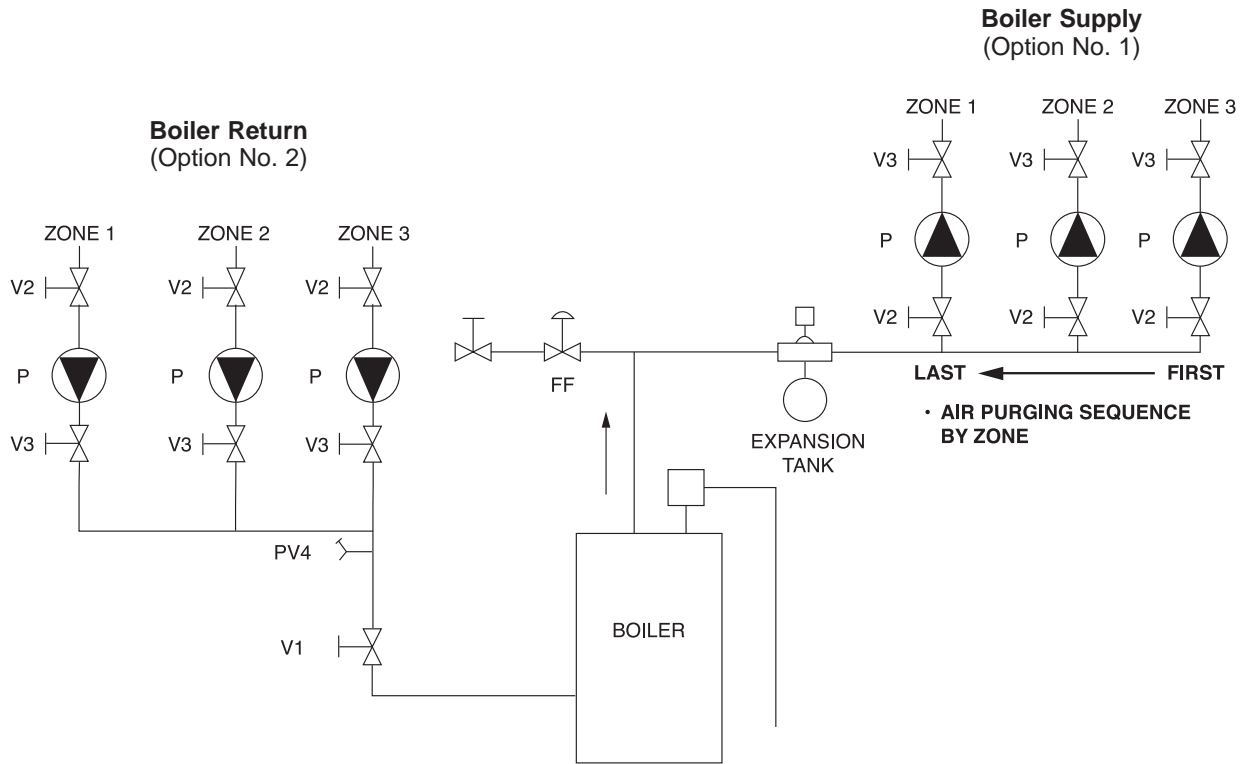 Boiler Supply
(Option No. 1)
ZONE 1 ZONE 2 ZONE 3
V3 V3 V3
P P P
V2 V2 V2
LAST FIRST
• AIR PURGING SEQUENCE
BY ZONE
Boiler Return
(Option No. 2)
ZONE 1 ZONE 2 ZONE 3
V2 V2 V2
P P P
V3 V3 V3
PV4
V1
FF
EXPANSION
TANK
BOILER